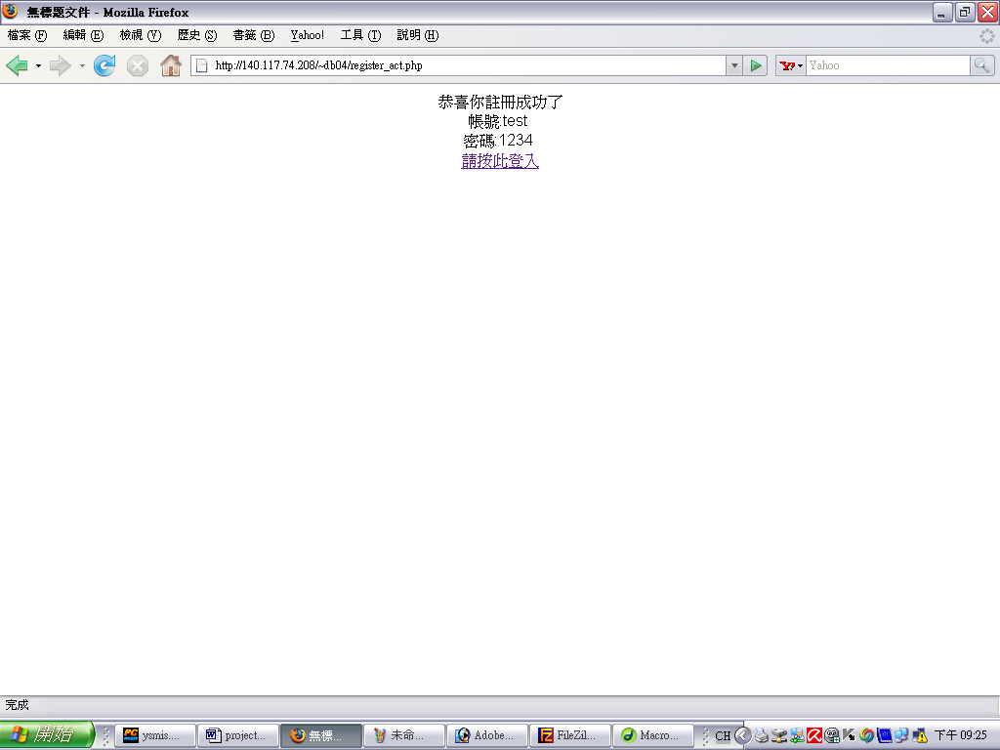 無標題文件 - Mozilla Firefox
檔案 (F) 編輯 (E) 檢視 (V) 歷史 (S) 書籤 (B) Yahoo! 工具 (T) 說明 (H)
http://140.117.74.208/~db04/register_act.php
Yahoo
恭喜你註冊成功了
帳號:test
密碼:1234
請按此登入
完成
開始 ysmis.... project... 無標... 未命... Adobe... FileZil... Macro... CH 下午 09:25